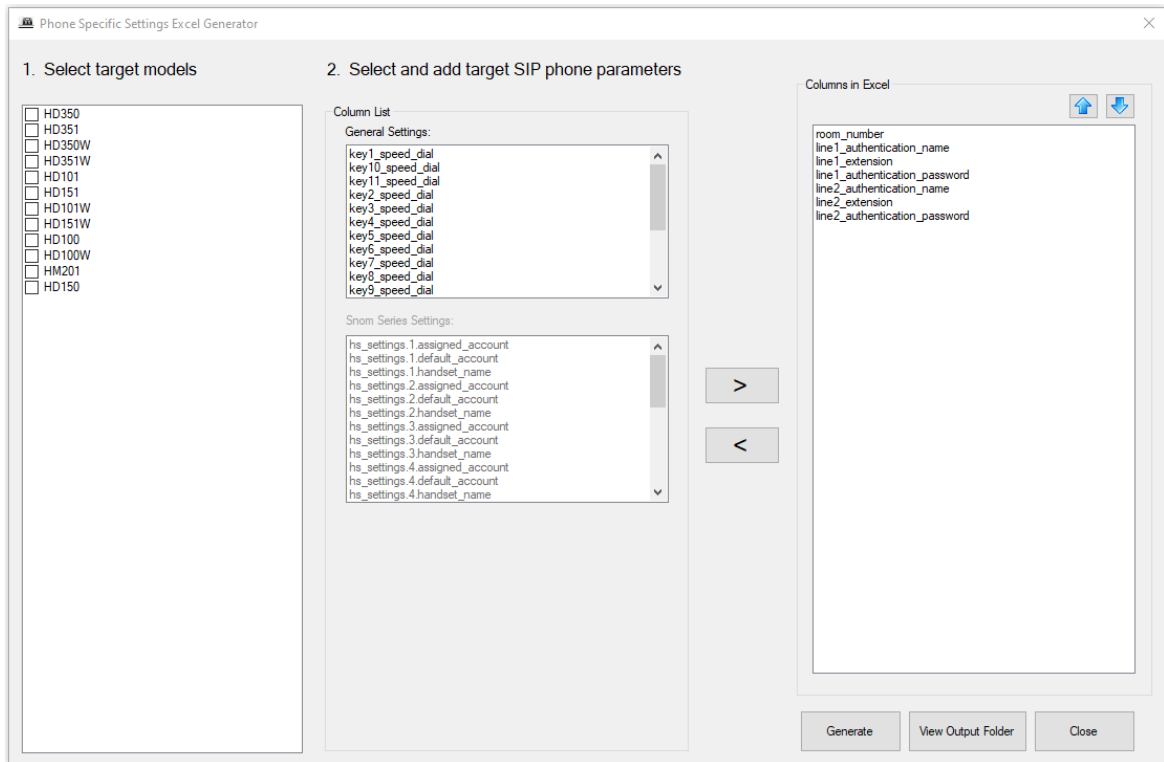 Phone Specific Settings Excel Generator
1. Select target models
HD350
HD351
HD350W
HD351W
HD101
HD151
HD101W
HD151W
HD100
HD100W
HM201
HD150
2. Select and add target SIP phone parameters
Column List
General Settings:
key1_speed_dial
key10_speed_dial
key11_speed_dial
key2_speed_dial
key3_speed_dial
key4_speed_dial
key5_speed_dial
key6_speed_dial
key7_speed_dial
key8_speed_dial
key9_speed_dial
Snom Series Settings:
hs_settings.1.assigned_account
hs_settings.1.default_account
hs_settings.1.handset_name
hs_settings.2.assigned_account
hs_settings.2.default_account
hs_settings.2.handset_name
hs_settings.3.assigned_account
hs_settings.3.default_account
hs_settings.3.handset_name
hs_settings.4.assigned_account
hs_settings.4.default_account
hs_settings.4.handset_name
>
<
Columns in Excel
room_number
line1_authentication_name
line1_extension
line1_authentication_password
line2_authentication_name
line2_extension
line2_authentication_password
Generate
View Output Folder
Close